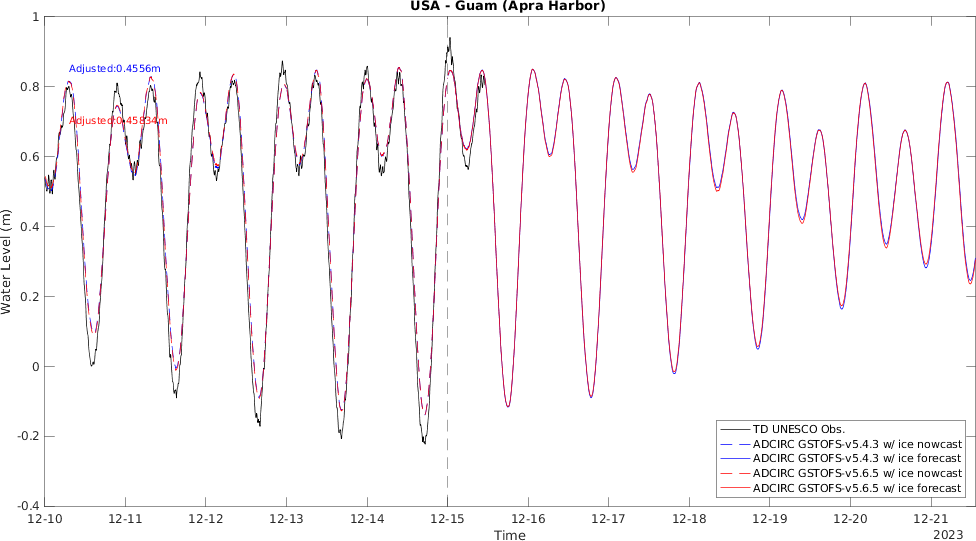 USA - Guam (Apra Harbor)
1
0.8
0.6
0.4
0.2
0
-0.2
-0.4
Water Level (m)
Adjusted:0.4556m
Adjusted:0.45834m
TD UNESCO Obs.
ADCIRC GSTOFS-v5.4.3 w/ ice nowcast
ADCIRC GSTOFS-v5.4.3 w/ ice forecast
ADCIRC GSTOFS-v5.6.5 w/ ice nowcast
ADCIRC GSTOFS-v5.6.5 w/ ice forecast
12-10 12-11 12-12 12-13 12-14 12-15 12-16 12-17 12-18 12-19 12-20 12-21
Time
2023